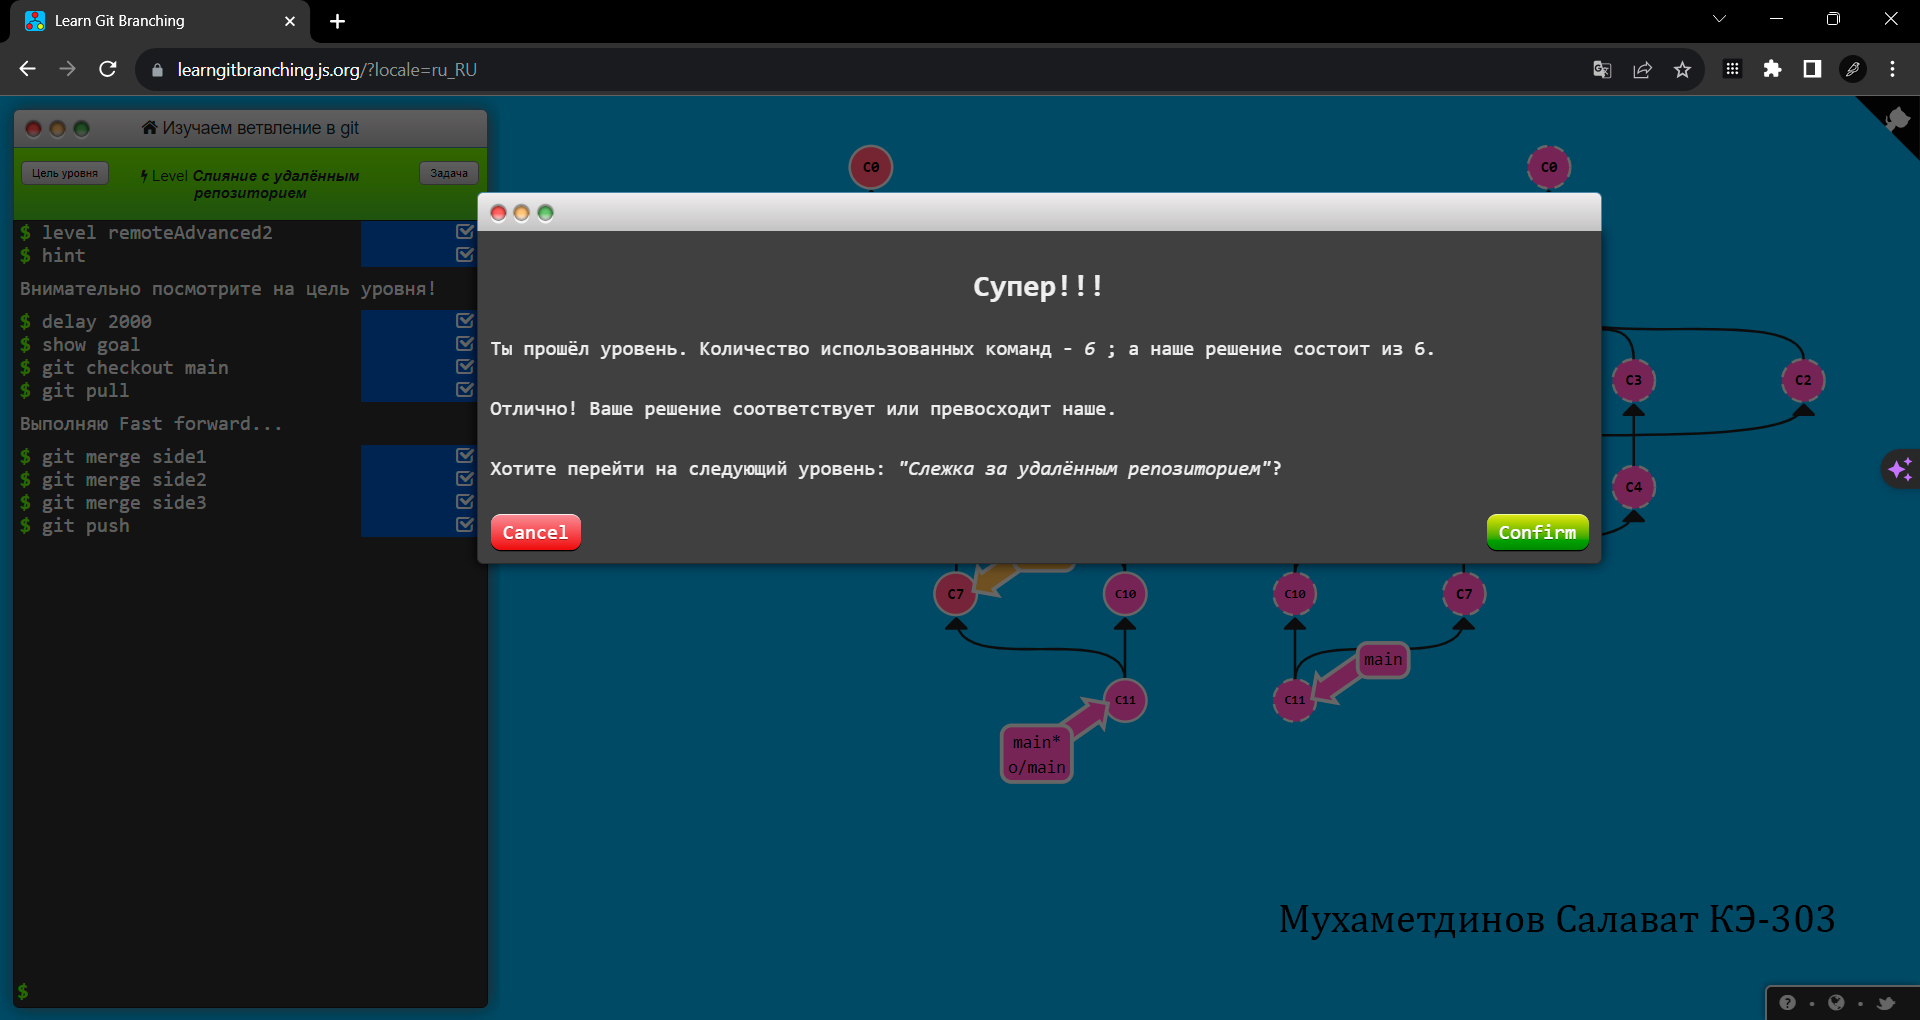 Learn Git Branching
learngitbranching.js.org/?locale=ru_RU
Изучаем ветвление в git
Цель уровня
Level Слияние с удалённым
репозиторием
Задача
$ level remoteAdvanced2
$ hint
Внимательно посмотрите на цель уровня!
$ delay 2000
$ show goal
$ git checkout main
$ git pull
Выполняю Fast forward...
$ git merge side1
$ git merge side2
$ git merge side3
$ git push
$
C0
C0
Супер!!!
Ты прошёл уровень. Количество использованных команд - 6 ; а наше решение состоит из 6.
Отлично! Ваше решение соответствует или превосходит наше.
Хотите перейти на следующий уровень: "Слежка за удалённым репозиторием"?
Cancel
Confirm
C3
C2
C4
C7
C10
C10
C7
main
C11
C11
main*
o/main
Мухаметдинов Салават КЭ-303